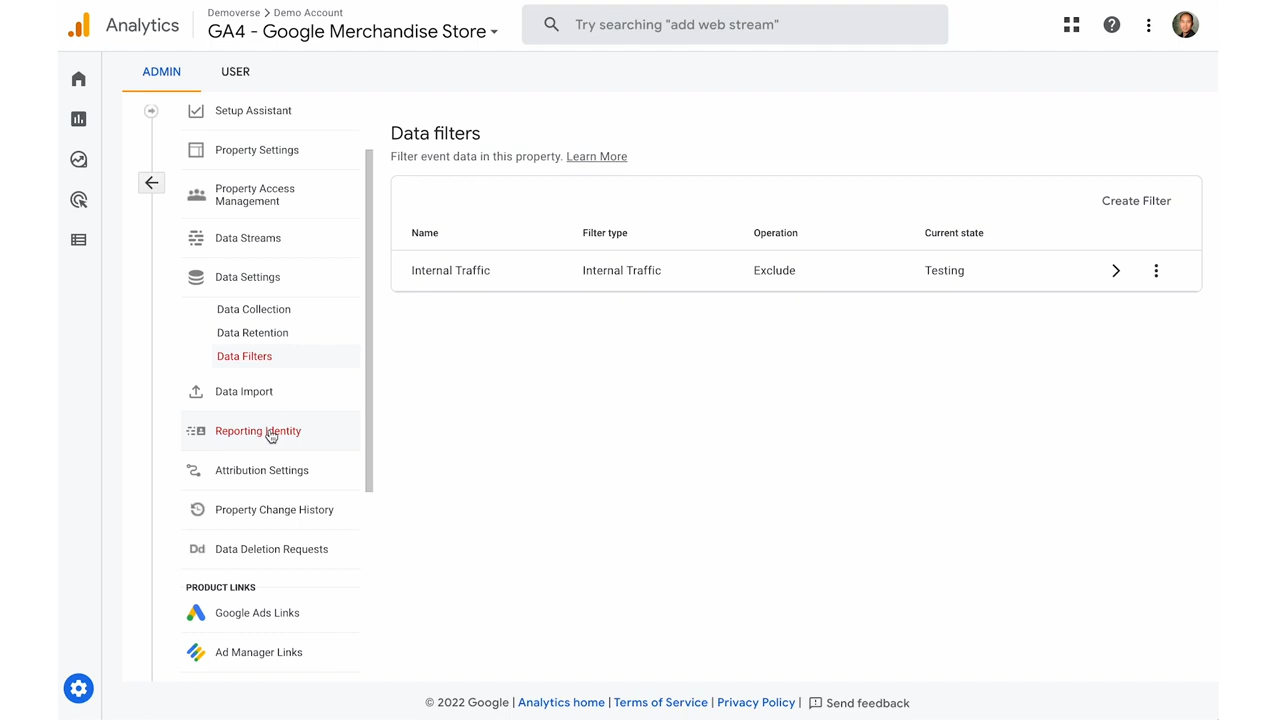 Analytics
Demoverse > Demo Account
GA4 - Google Merchandise Store
Try searching "add web stream"
ADMIN
USER
Setup Assistant
Property Settings
Property Access
Management
Data Streams
Data Settings
Data Collection
Data Retention
Data Filters
Data Import
Reporting Identity
Attribution Settings
Property Change History
Dd Data Deletion Requests
PRODUCT LINKS
Google Ads Links
Ad Manager Links
Data filters
Filter event data in this property. Learn More
Create Filter
Name Filter type Operation Current state
Internal Traffic Internal Traffic Exclude Testing
© 2022 Google | Analytics home | Terms of Service | Privacy Policy | Send feedback